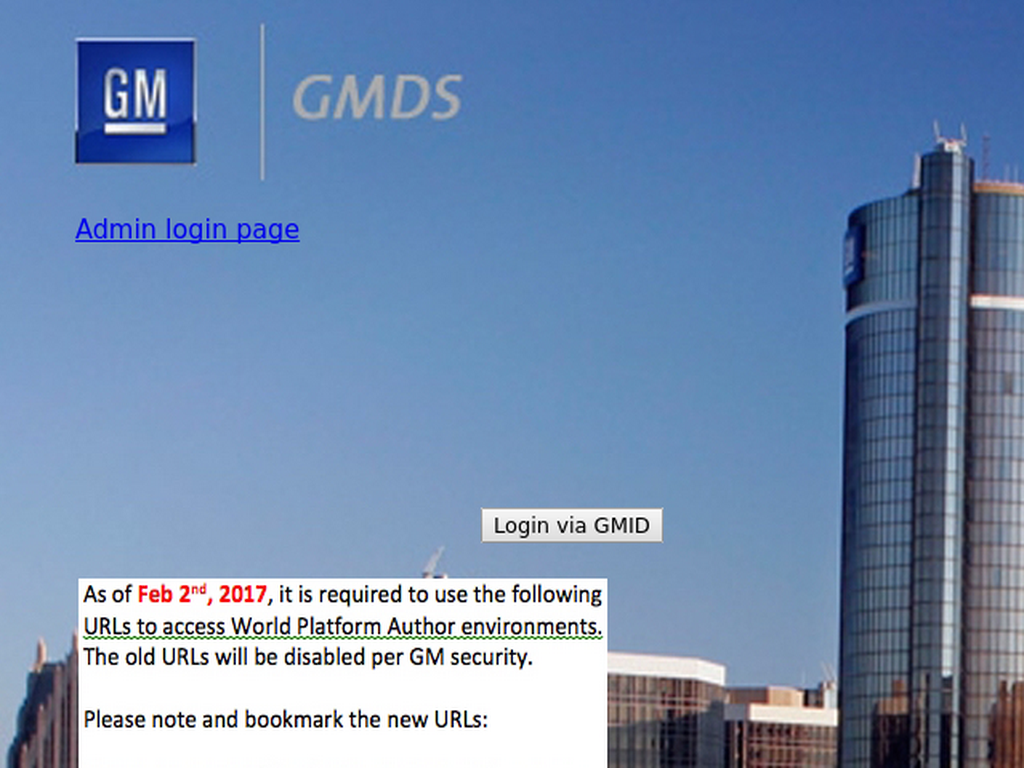 GM
GMDS
Admin login page
Login via GMID
As of Feb 2nd, 2017, it is required to use the following
URLs to access World Platform Author environments.
The old URLs will be disabled per GM security.
Please note and bookmark the new URLs: